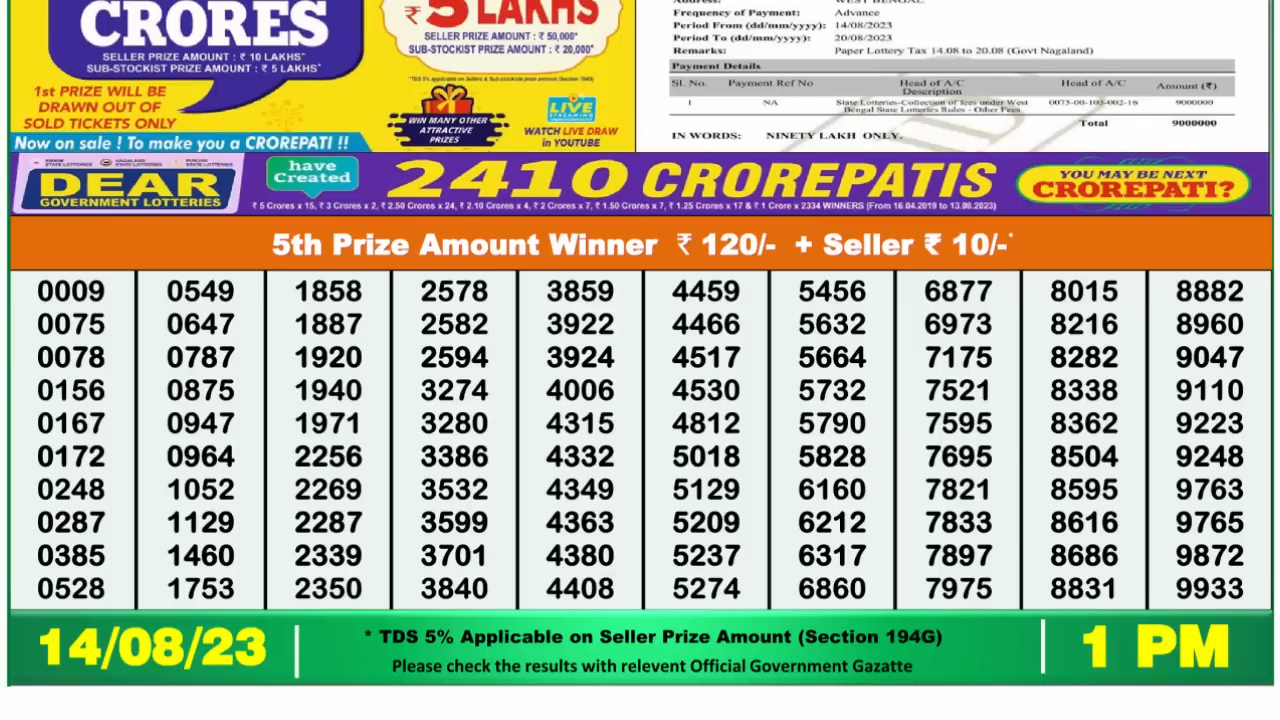 CRORES
SELLER PRIZE AMOUNT : ₹ 10 LAKHS*
SUB-STOCKIST PRIZE AMOUNT : ₹ 5 LAKHS*
1st PRIZE WILL BE
DRAWN OUT OF
SOLD TICKETS ONLY
Now on sale ! To make you a CROREPATI !!
₹ 5 LAKHS
SELLER PRIZE AMOUNT : ₹ 50,000*
SUB-STOCKIST PRIZE AMOUNT : ₹ 20,000*
WIN MANY OTHER
ATTRACTIVE
PRIZES
LIVE
STREAMING
WATCH LIVE DRAW
in YOUTUBE
Address: WEST BENGAL
Frequency of Payment: Advance
Period From (dd/mm/yyyy): 14/08/2023
Period To (dd/mm/yyyy): 20/08/2023
Remarks: Paper Lottery Tax 14.08 to 20.08 (Govt Nagaland)
Payment Details
Sl. No. Payment Ref No Head of A/C Description Head of A/C Amount (₹)
1 NA State Lotteries-Collection of fees under West Bengal State Lotteries Rules - Other Fees 0075-00-103-002-16 9000000
Total 9000000
IN WORDS: NINETY LAKH ONLY.
STATE LOTTERIES STATE LOTTERIES STATE LOTTERIES
DEAR
GOVERNMENT LOTTERIES
have
Created
2410 CROREPATIS
₹ 5 Crores x 15, ₹ 3 Crores x 2, ₹ 2.50 Crores x 24, ₹ 2.10 Crores x 4, ₹ 2 Crores x 7, ₹ 1.50 Crores x 7, ₹ 1.25 Crores x 17 & ₹ 1 Crore x 2334 WINNERS (From 16.04.2019 to 13.08.2023)
YOU MAY BE NEXT
CROREPATI?
5th Prize Amount Winner ₹ 120/- + Seller ₹ 10/-*
0009 0549 1858 2578 3859 4459 5456 6877 8015 8882
0075 0647 1887 2582 3922 4466 5632 6973 8216 8960
0078 0787 1920 2594 3924 4517 5664 7175 8282 9047
0156 0875 1940 3274 4006 4530 5732 7521 8338 9110
0167 0947 1971 3280 4315 4812 5790 7595 8362 9223
0172 0964 2256 3386 4332 5018 5828 7695 8504 9248
0248 1052 2269 3532 4349 5129 6160 7821 8595 9763
0287 1129 2287 3599 4363 5209 6212 7833 8616 9765
0385 1460 2339 3701 4380 5237 6317 7897 8686 9872
0528 1753 2350 3840 4408 5274 6860 7975 8831 9933
14/08/23
* TDS 5% Applicable on Seller Prize Amount (Section 194G)
Please check the results with relevent Official Government Gazatte
1 PM